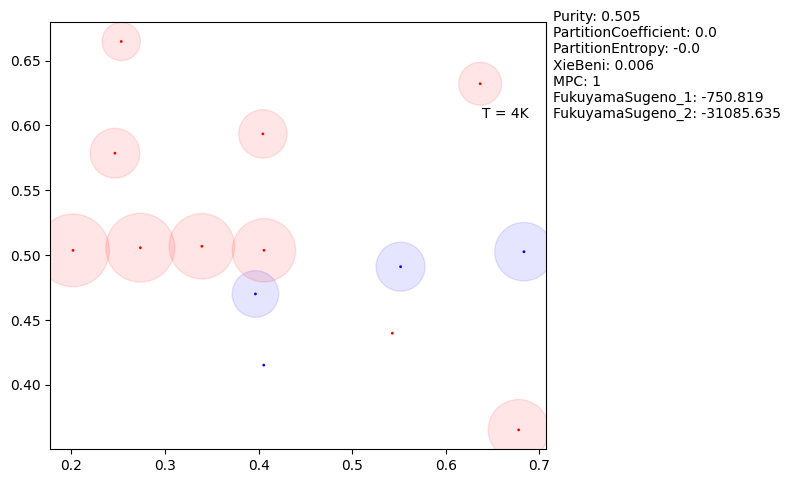 Purity: 0.505
PartitionCoefficient: 0.0
PartitionEntropy: -0.0
XieBeni: 0.006
MPC: 1
FukuyamaSugeno_1: -750.819
FukuyamaSugeno_2: -31085.635
T = 4K
0.65
0.60
0.55
0.50
0.45
0.40
0.2 0.3 0.4 0.5 0.6 0.7